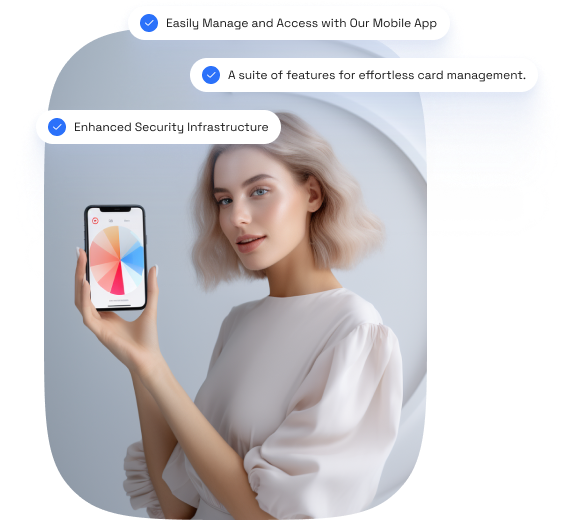 Easily Manage and Access with Our Mobile App
A suite of features for effortless card management.
Enhanced Security Infrastructure